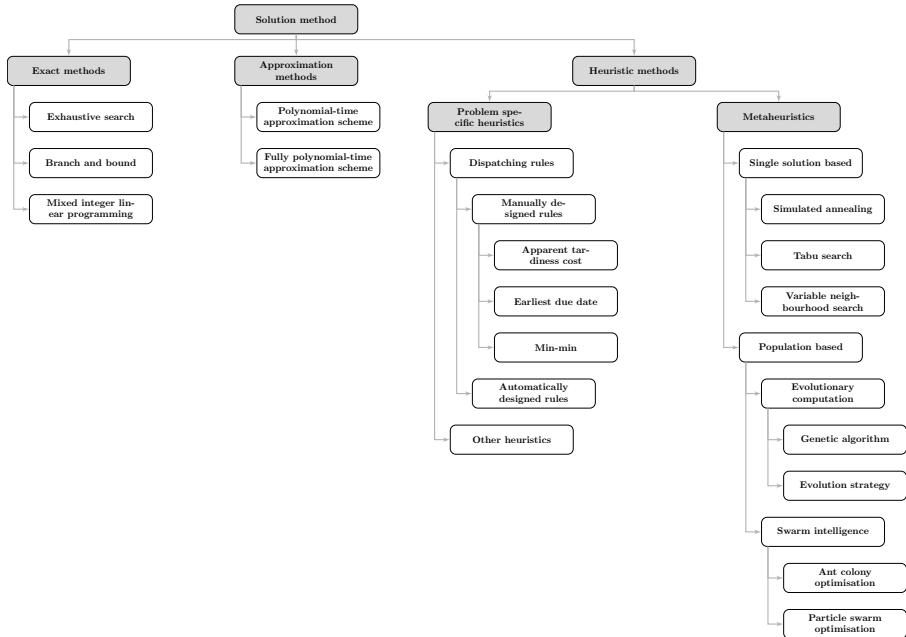 Solution method
Exact methods
Approximation
methods
Heuristic methods
Exhaustive search
Branch and bound
Mixed integer lin-
ear programming
Polynomial-time
approximation scheme
Fully polynomial-time
approximation scheme
Problem spe-
cific heuristics
Dispatching rules
Manually de-
signed rules
Apparent tar-
diness cost
Earliest due date
Min-min
Automatically
designed rules
Other heuristics
Metaheuristics
Single solution based
Simulated annealing
Tabu search
Variable neigh-
bourhood search
Population based
Evolutionary
computation
Genetic algorithm
Evolution strategy
Swarm intelligence
Ant colony
optimisation
Particle swarm
optimisation